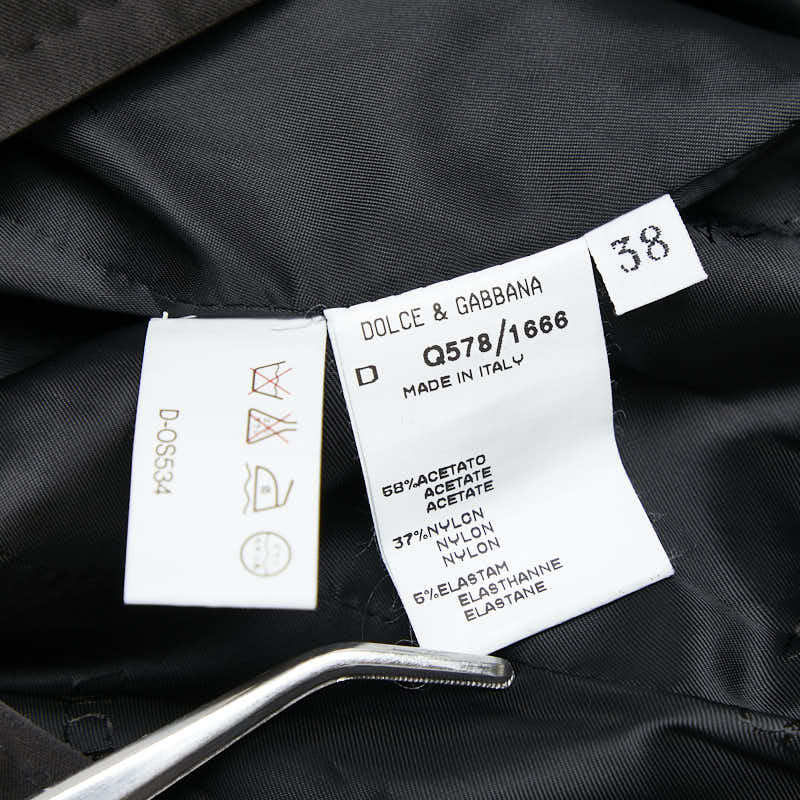 38
DOLCE & GABBANA
D Q578/1666
MADE IN ITALY
58%ACETATO
ACETATE
ACETATE
37%NYLON
NYLON
NYLON
5%ELASTAM
ELASTHANNE
ELASTANE
D-OS534